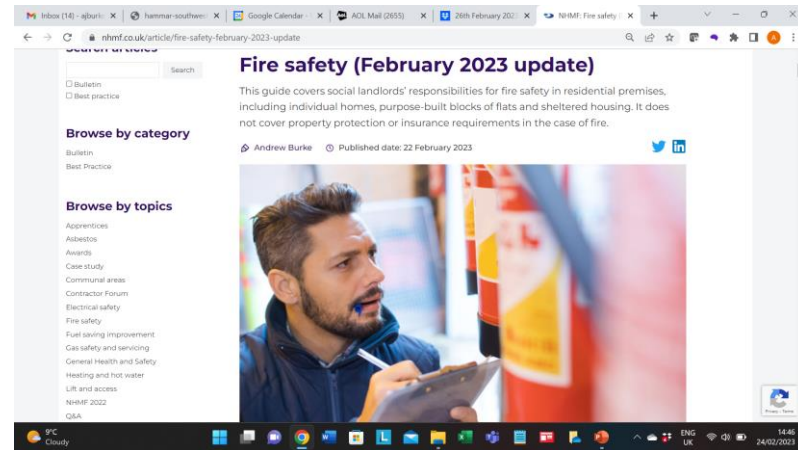 Inbox (14) - ajburk
hammar-southwe
Google Calendar -
AOL Mail (2655)
26th February 202
NHMF: Fire safety (
nhmf.co.uk/article/fire-safety-february-2023-update
Search articles
Search
Bulletin
Best practice
Browse by category
Bulletin
Best Practice
Browse by topics
Apprentices
Asbestos
Awards
Case study
Communal areas
Contractor Forum
Electrical safety
Fire safety
Fuel saving improvement
Gas safety and servicing
General Health and Safety
Heating and hot water
Lift and access
NHMF 2022
Q&A
Fire safety (February 2023 update)
This guide covers social landlords' responsibilities for fire safety in residential premises,
including individual homes, purpose-built blocks of flats and sheltered housing. It does
not cover property protection or insurance requirements in the case of fire.
Andrew Burke
Published date: 22 February 2023
Privacy - Terms
9°C
Cloudy
ENG
UK
14:46
24/02/2023